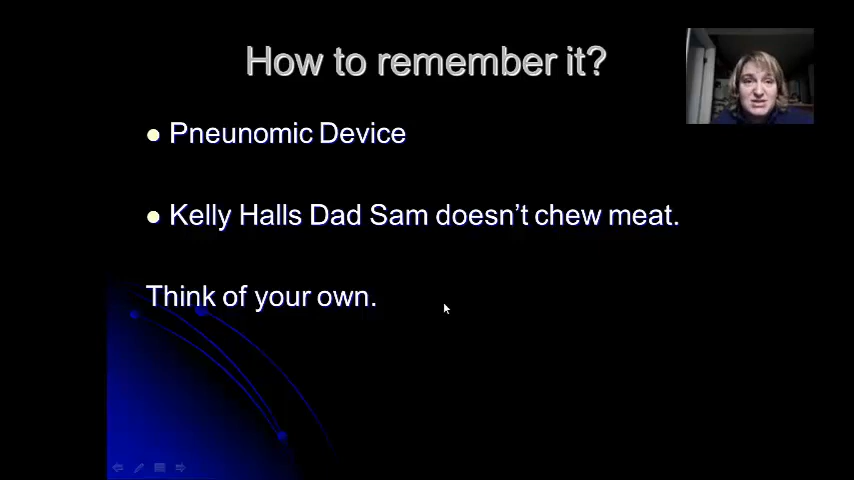 How to remember it?
Pneunomic Device
Kelly Halls Dad Sam doesn't chew meat.
Think of your own.